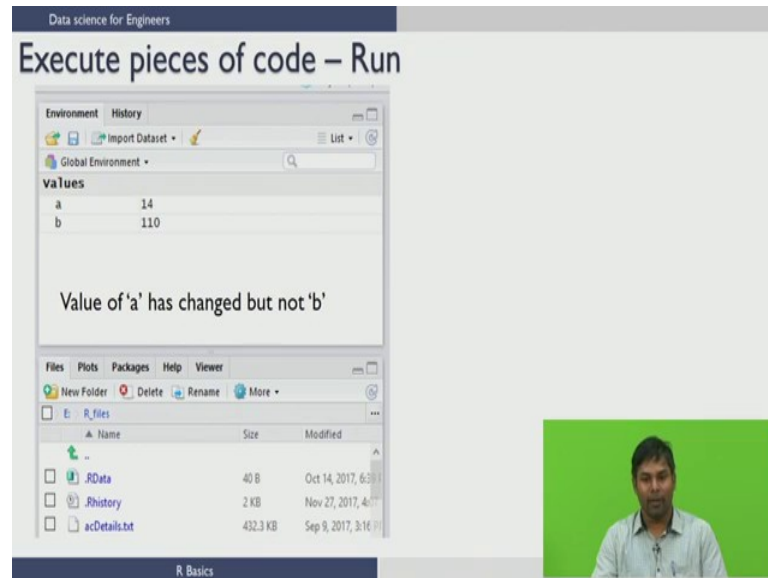 Data science for Engineers
Execute pieces of code – Run
Environment History
Import Dataset List
Global Environment
values
a 14
b 110
Value of 'a' has changed but not 'b'
Files Plots Packages Help Viewer
New Folder Delete Rename More
E: R_files ...
Name Size Modified
..
.RData 40 B Oct 14, 2017,
.Rhistory 2 KB Nov 27, 2017,
acDetails.txt 432.3 KB Sep 9, 2017, 3:16
R Basics